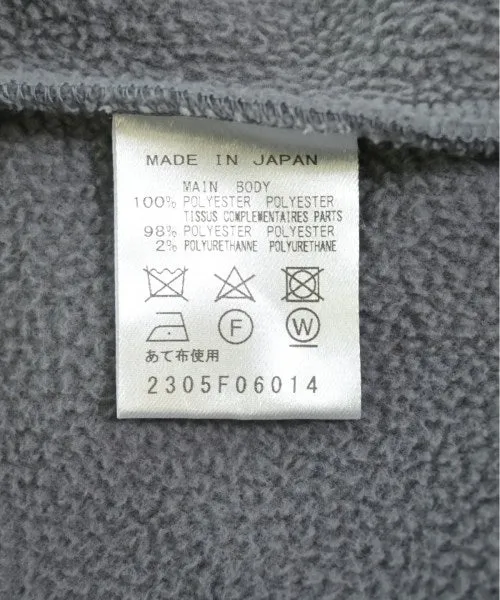 MADE IN JAPAN
MAIN BODY
100% POLYESTER POLYESTER
TISSUS COMPLEMENTAIRES PARTS
98% POLYESTER POLYESTER
2% POLYURETHANNE POLYURETHANE
F W
あて布使用
2305F06014